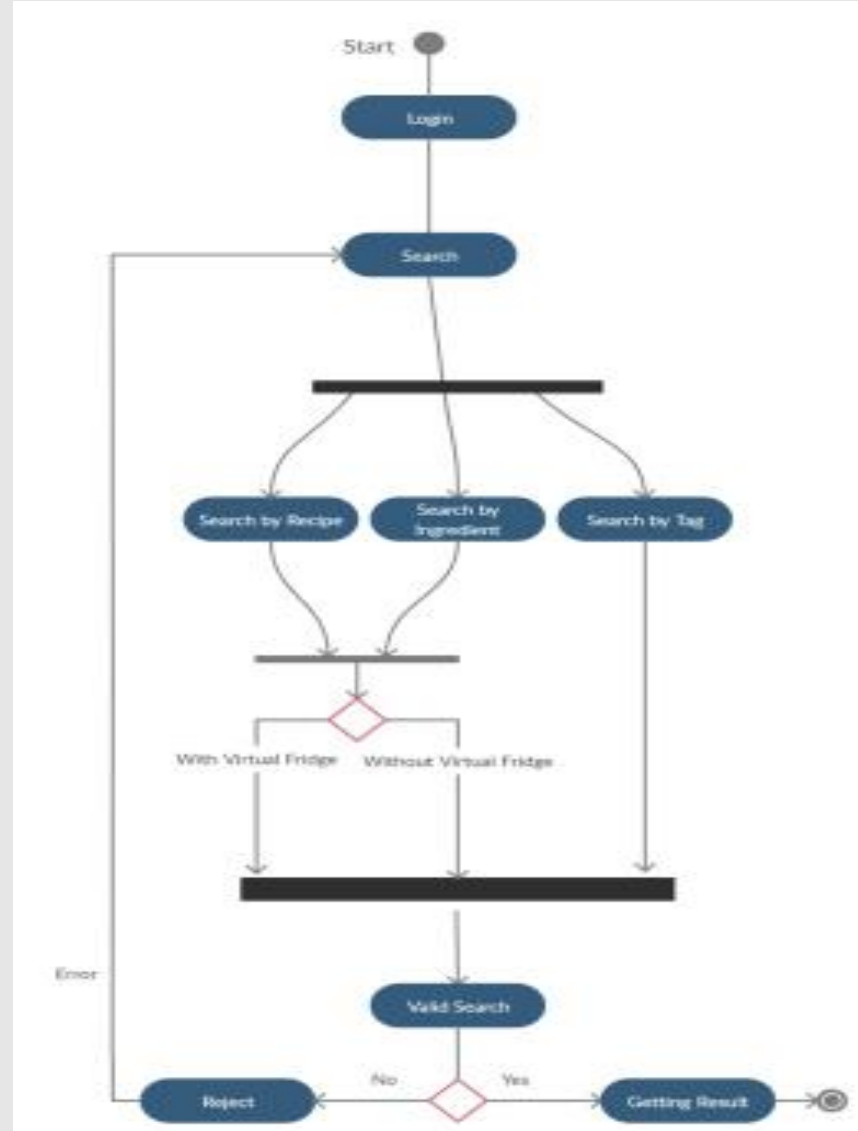 Start
Login
Search
Search by Recipe
Search by
Ingredient
Search by Tag
With Virtual Fridge
Without Virtual Fridge
Error
Valid Search
No
Yes
Reject
Getting Result